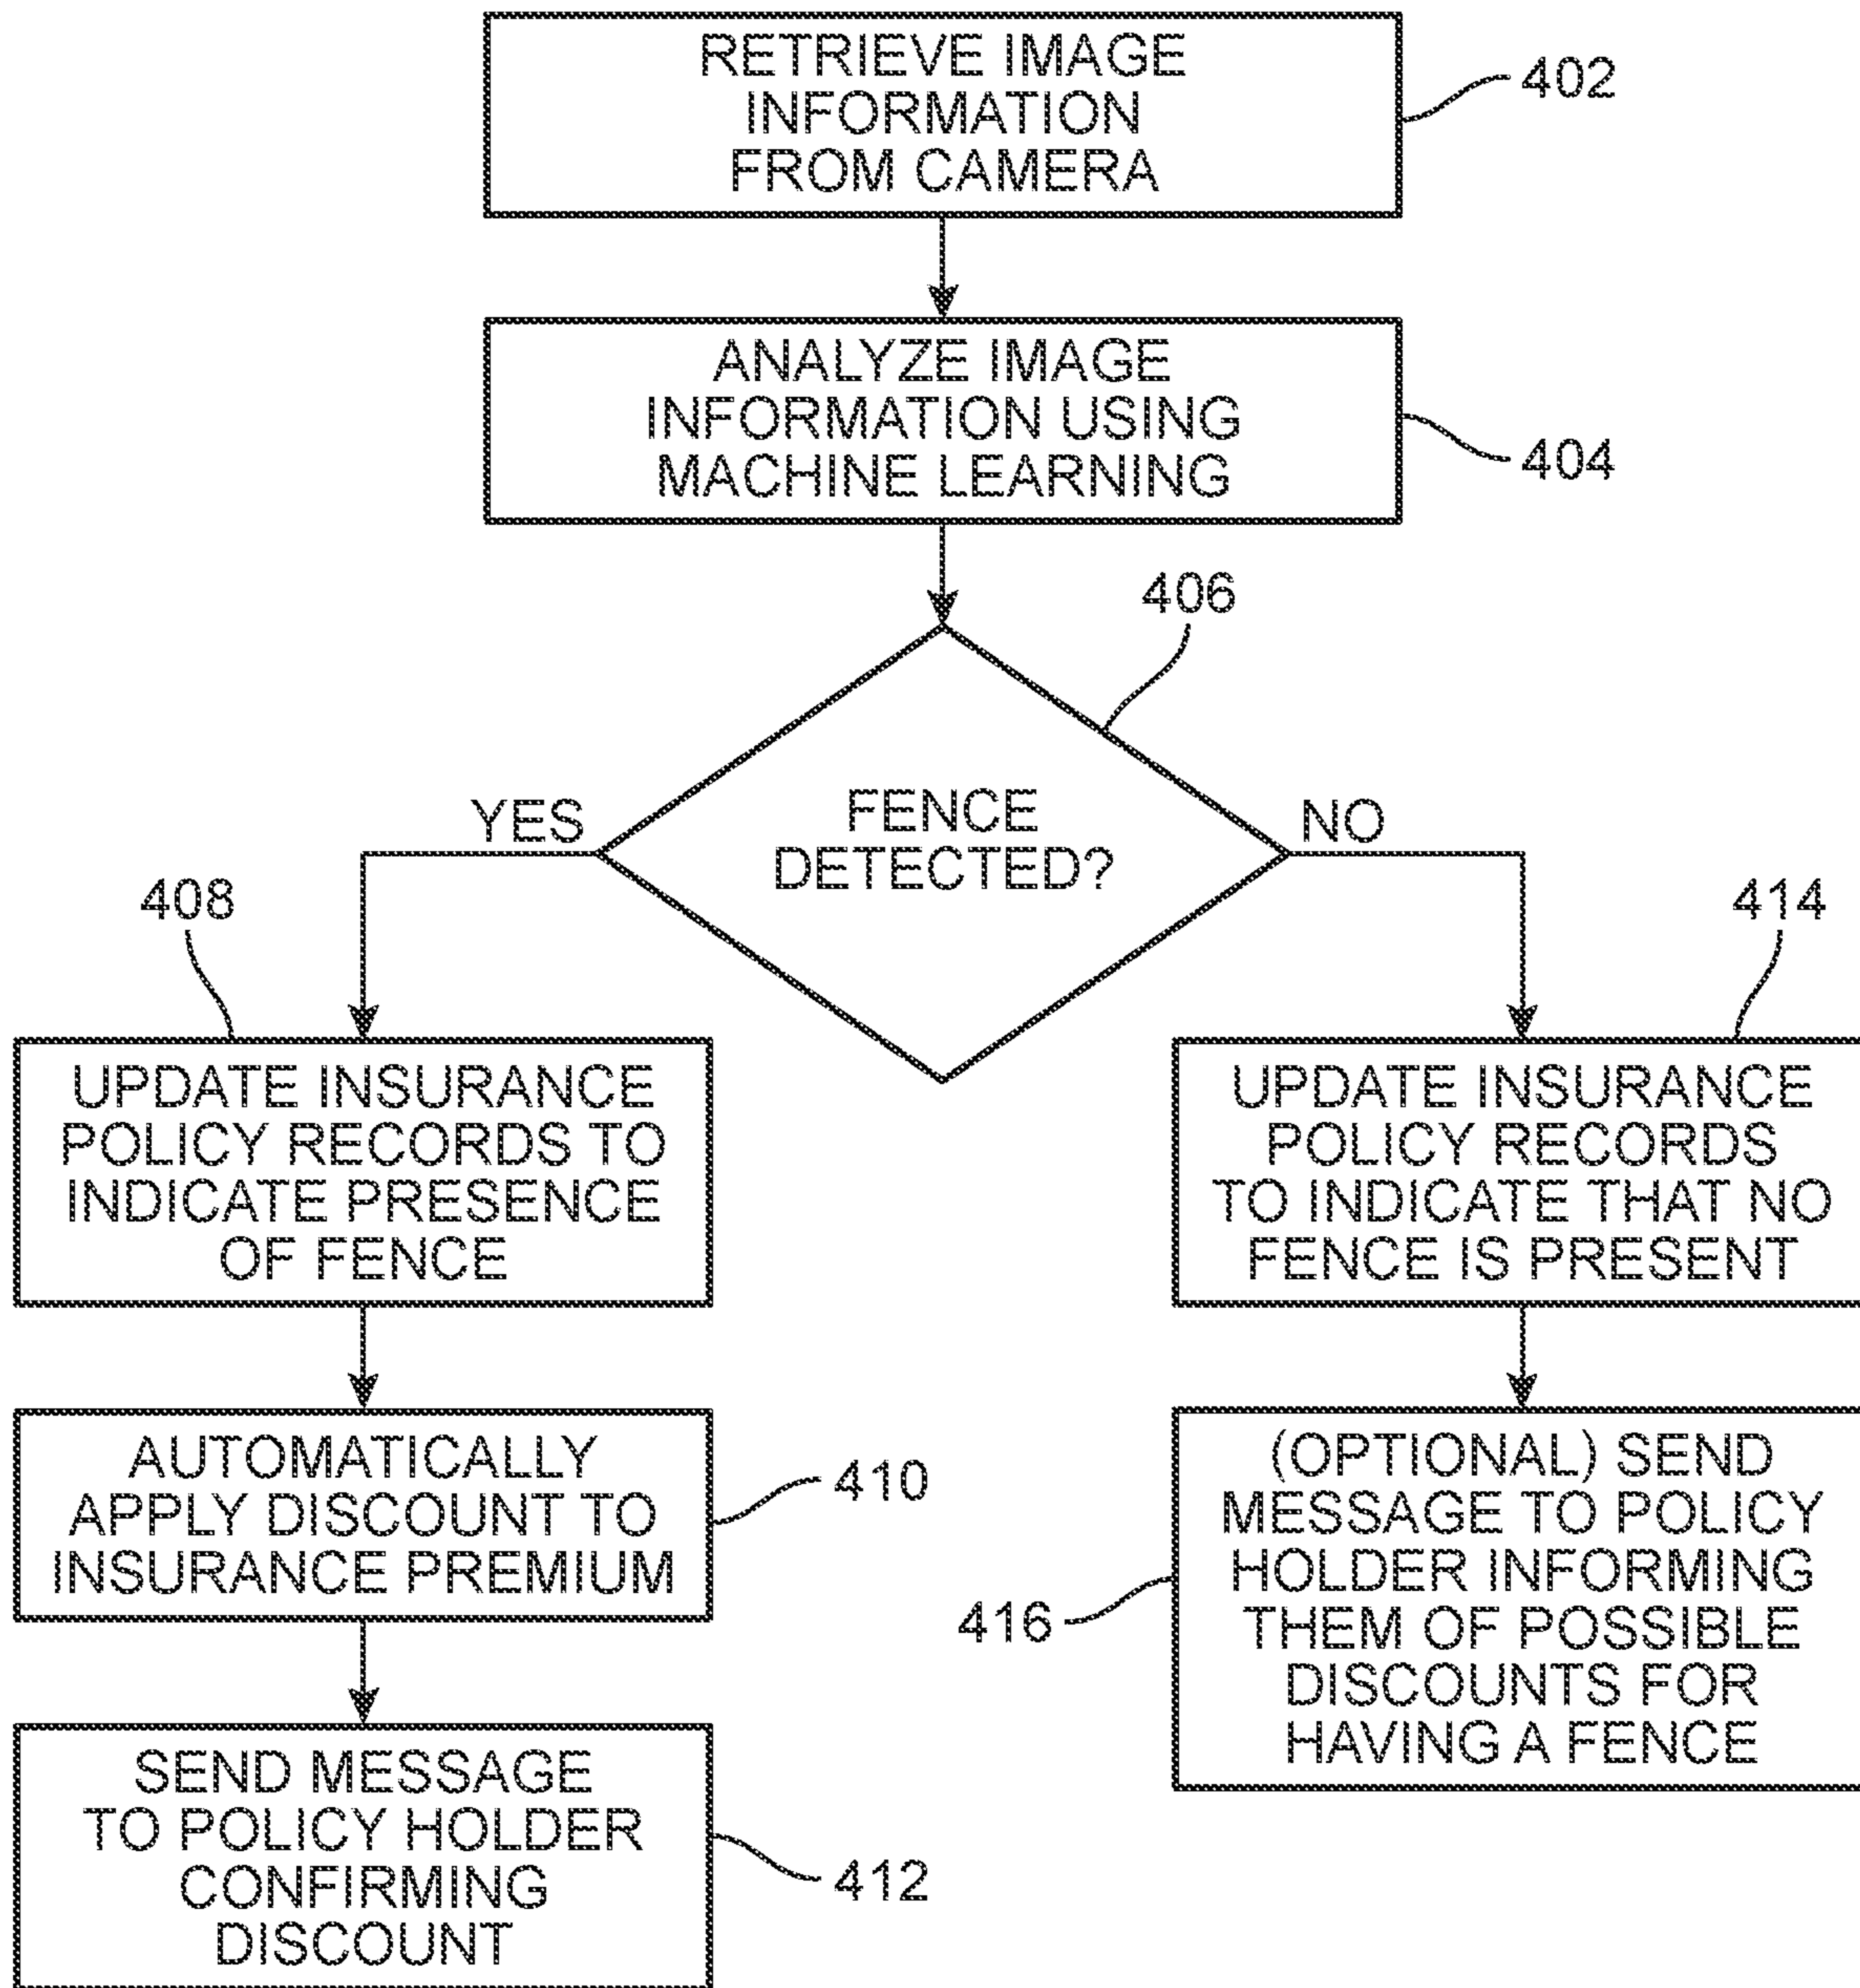 RETRIEVE IMAGE
INFORMATION
FROM CAMERA
402
ANALYZE IMAGE
INFORMATION USING
MACHINE LEARNING
404
406
FENCE
DETECTED?
YES
NO
408
UPDATE INSURANCE
POLICY RECORDS TO
INDICATE PRESENCE
OF FENCE
414
UPDATE INSURANCE
POLICY RECORDS
TO INDICATE THAT NO
FENCE IS PRESENT
AUTOMATICALLY
APPLY DISCOUNT TO
INSURANCE PREMIUM
410
(OPTIONAL) SEND
MESSAGE TO POLICY
HOLDER INFORMING
THEM OF POSSIBLE
DISCOUNTS FOR
HAVING A FENCE
416
SEND MESSAGE
TO POLICY HOLDER
CONFIRMING
DISCOUNT
412